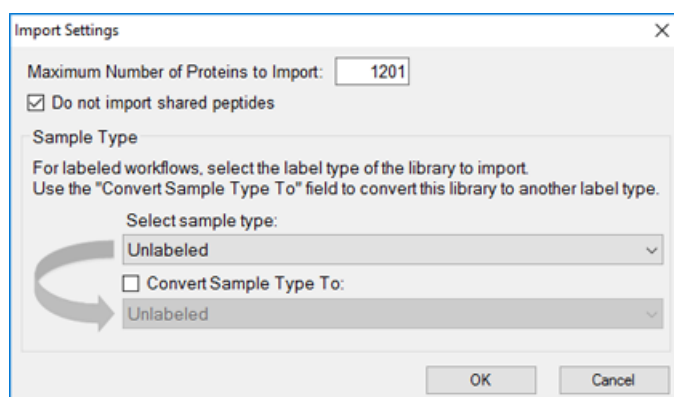 Import Settings
Maximum Number of Proteins to Import: 1201
Do not import shared peptides
Sample Type
For labeled workflows, select the label type of the library to import.
Use the "Convert Sample Type To" field to convert this library to another label type.
Select sample type:
Unlabeled
Convert Sample Type To:
Unlabeled
OK Cancel